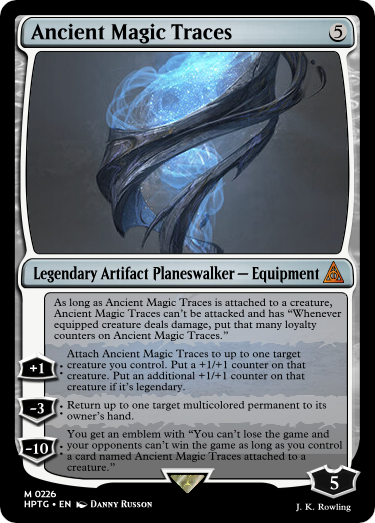 Ancient Magic Traces 5
Legendary Artifact Planeswalker — Equipment
As long as Ancient Magic Traces is attached to a creature,
Ancient Magic Traces can't be attacked and has “Whenever
equipped creature deals damage, put that many loyalty
counters on Ancient Magic Traces.”
Attach Ancient Magic Traces to up to one target
+1 : creature you control. Put a +1/+1 counter on that
creature. Put an additional +1/+1 counter on that
creature if it's legendary.
-3 : Return up to one target multicolored permanent to its
owner's hand.
You get an emblem with “You can't lose the game and
-10 : your opponents can't win the game as long as you control
a card named Ancient Magic Traces attached to a
creature.”
5
M 0226
HPTG • EN Danny Russon
J. K. Rowling